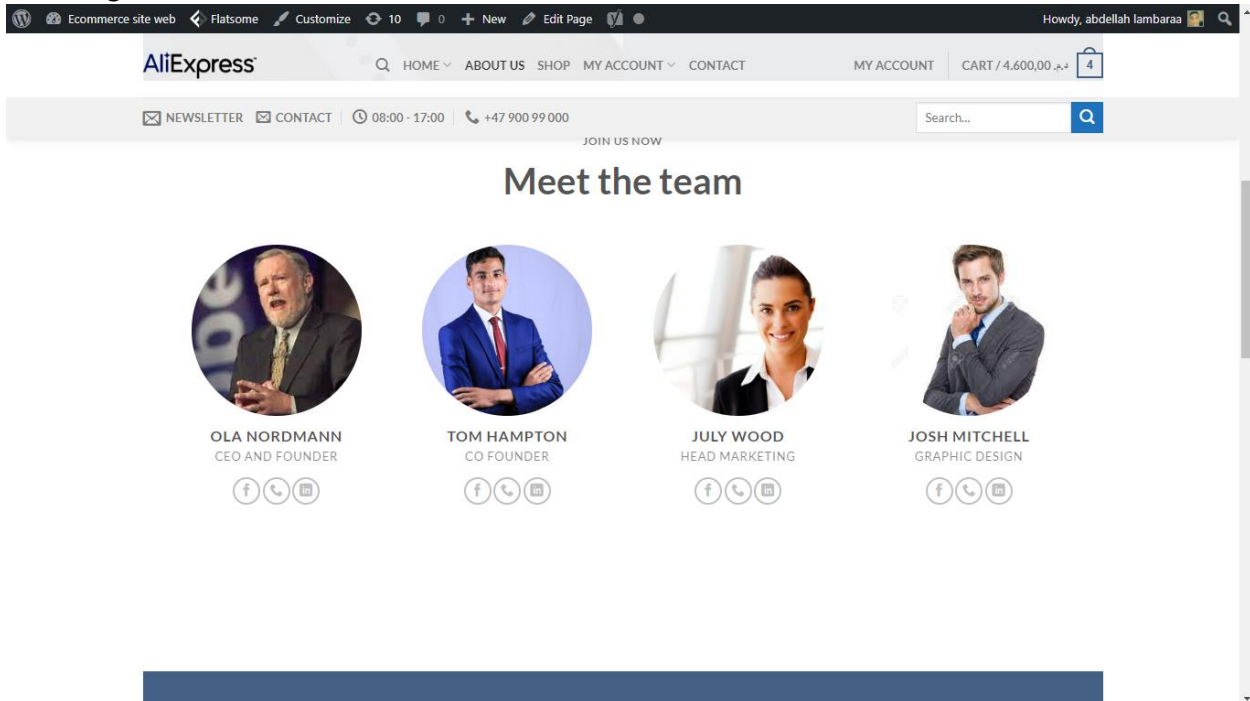 Ecommerce site web Flatsome Customize 10 0 + New Edit Page Howdy, abdellah lambaraa
AliExpress HOME ABOUT US SHOP MY ACCOUNT CONTACT MY ACCOUNT CART / 4.600,00 د.م. 4
NEWSLETTER CONTACT 08:00 - 17:00 +47 900 99 000 Search...
JOIN US NOW
Meet the team
OLA NORDMANN TOM HAMPTON JULY WOOD JOSH MITCHELL
CEO AND FOUNDER CO FOUNDER HEAD MARKETING GRAPHIC DESIGN